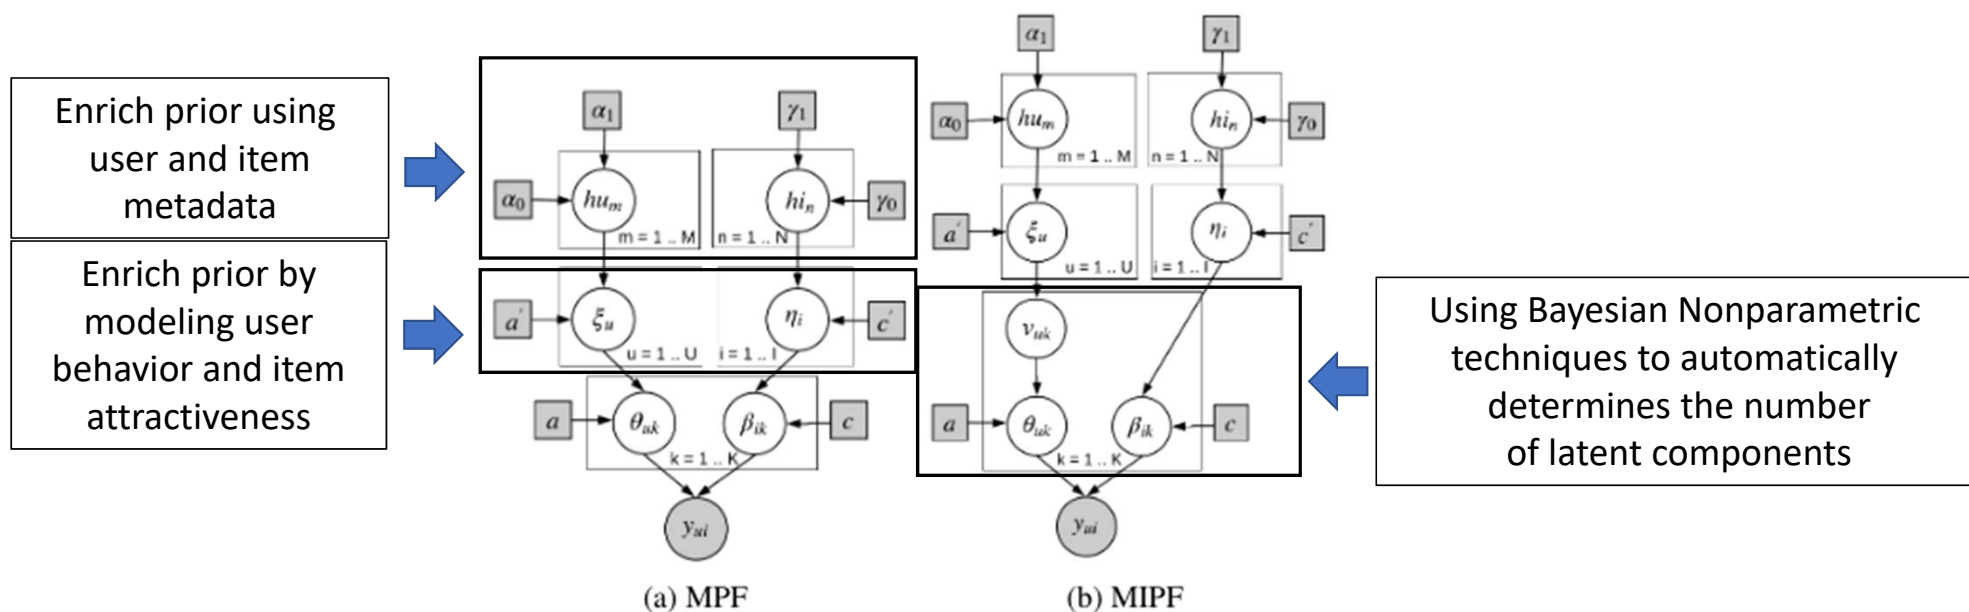 Enrich prior using
user and item
metadata
Enrich prior by
modeling user
behavior and item
attractiveness
α₁
γ₁
α₀
huₘ
hiₙ
γ₀
m = 1 .. M
n = 1 .. N
a′
ξᵤ
ηᵢ
c′
u = 1 .. U
i = 1 .. I
a
θᵤₖ
βᵢₖ
c
k = 1 .. K
yᵤᵢ
(a) MPF
α₁
γ₁
α₀
huₘ
hiₙ
γ₀
m = 1 .. M
n = 1 .. N
a′
ξᵤ
ηᵢ
c′
u = 1 .. U
i = 1 .. I
νᵤₖ
a
θᵤₖ
βᵢₖ
c
k = 1 .. K
yᵤᵢ
(b) MIPF
Using Bayesian Nonparametric
techniques to automatically
determines the number
of latent components